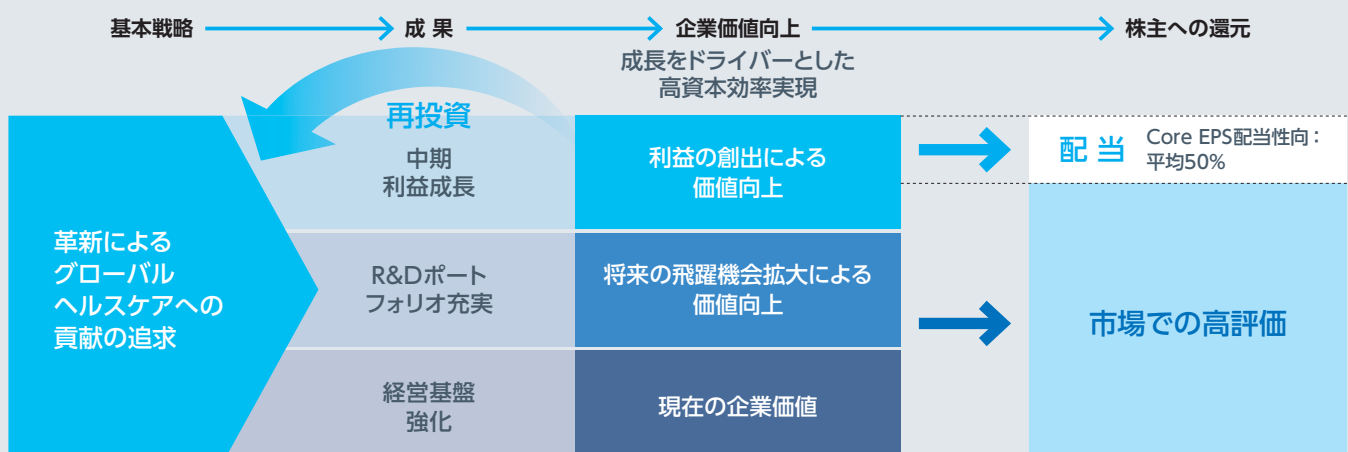 基本戦略
成 果
企業価値向上
株主への還元
成長をドライバーとした
高資本効率実現
再投資
中期
利益成長
利益の創出による
価値向上
配 当
Core EPS配当性向：
平均50%
革新による
グローバル
ヘルスケアへの
貢献の追求
R&Dポート
フォリオ充実
将来の飛躍機会拡大による
価値向上
市場での高評価
経営基盤
強化
現在の企業価値